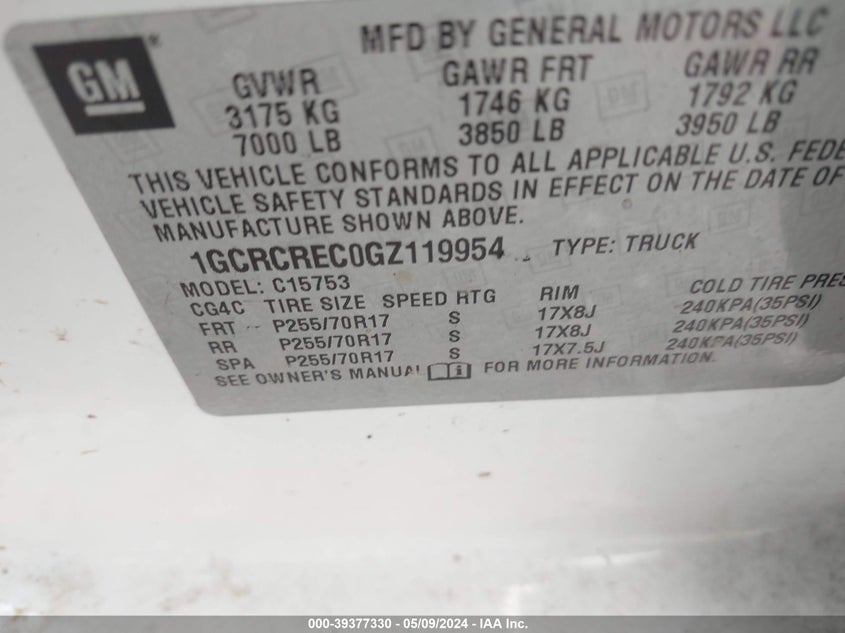 GM® MFD BY GENERAL MOTORS LLC
GVWR GAWR FRT GAWR RR
3175 KG 1746 KG 1792 KG
7000 LB 3850 LB 3950 LB
THIS VEHICLE CONFORMS TO ALL APPLICABLE U.S. FEDE
VEHICLE SAFETY STANDARDS IN EFFECT ON THE DATE OF
MANUFACTURE SHOWN ABOVE.
1GCRCREC0GZ119954 TYPE: TRUCK
MODEL: C15753
CG4C TIRE SIZE SPEED RTG RIM COLD TIRE PRES
FRT P255/70R17 S 17X8J 240KPA(35PSI)
RR P255/70R17 S 17X8J 240KPA(35PSI)
SPA P255/70R17 S 17X7.5J 240KPA(35PSI)
SEE OWNER'S MANUAL FOR MORE INFORMATION.
000-39377330 - 05/09/2024 - IAA Inc.